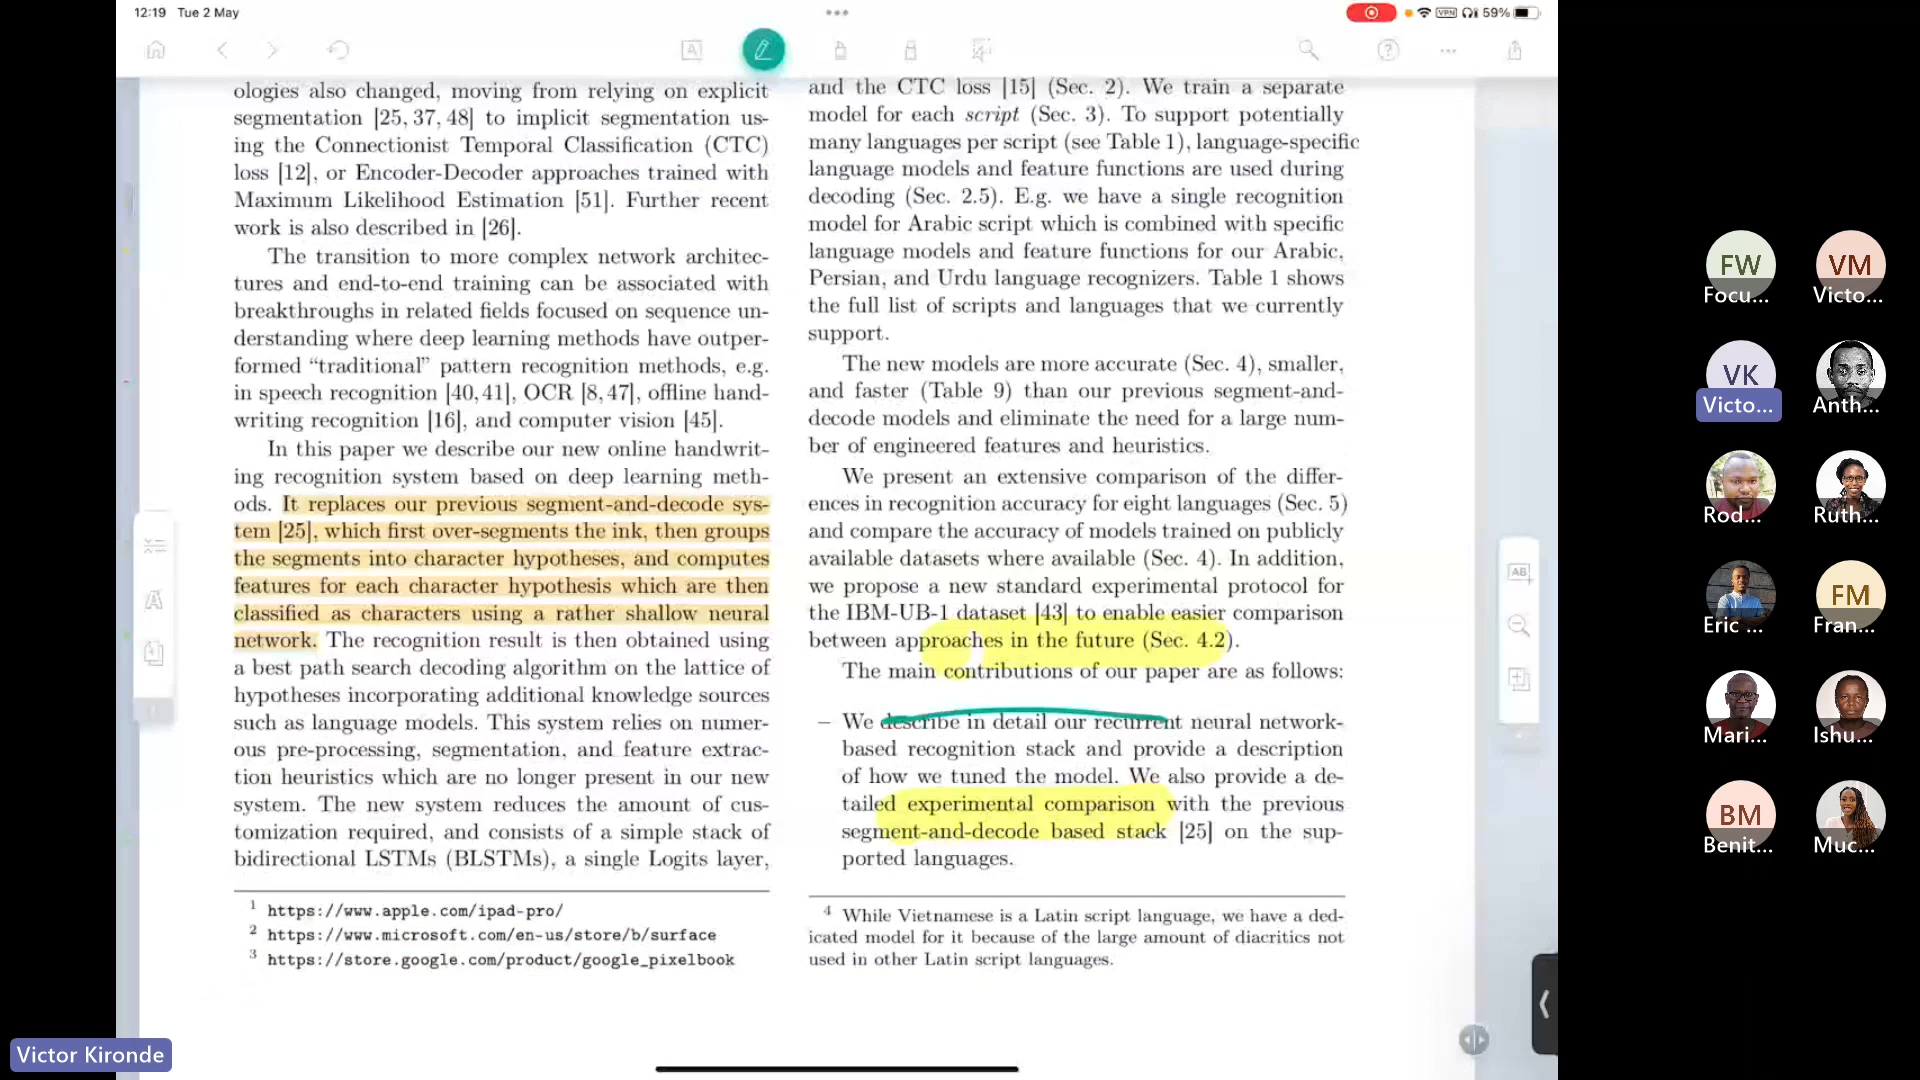 12:19 Tue 2 May
VPN
59%
ologies also changed, moving from relying on explicit
segmentation [25, 37, 48] to implicit segmentation us-
ing the Connectionist Temporal Classification (CTC)
loss [12], or Encoder-Decoder approaches trained with
Maximum Likelihood Estimation [51]. Further recent
work is also described in [26].
The transition to more complex network architec-
tures and end-to-end training can be associated with
breakthroughs in related fields focused on sequence un-
derstanding where deep learning methods have outper-
formed “traditional” pattern recognition methods, e.g.
in speech recognition [40, 41], OCR [8, 47], offline hand-
writing recognition [16], and computer vision [45].
In this paper we describe our new online handwrit-
ing recognition system based on deep learning meth-
ods. It replaces our previous segment-and-decode sys-
tem [25], which first over-segments the ink, then groups
the segments into character hypotheses, and computes
features for each character hypothesis which are then
classified as characters using a rather shallow neural
network. The recognition result is then obtained using
a best path search decoding algorithm on the lattice of
hypotheses incorporating additional knowledge sources
such as language models. This system relies on numer-
ous pre-processing, segmentation, and feature extrac-
tion heuristics which are no longer present in our new
system. The new system reduces the amount of cus-
tomization required, and consists of a simple stack of
bidirectional LSTMs (BLSTMs), a single Logits layer,
1 https://www.apple.com/ipad-pro/
2 https://www.microsoft.com/en-us/store/b/surface
3 https://store.google.com/product/google_pixelbook
and the CTC loss [15] (Sec. 2). We train a separate
model for each script (Sec. 3). To support potentially
many languages per script (see Table 1), language-specific
language models and feature functions are used during
decoding (Sec. 2.5). E.g. we have a single recognition
model for Arabic script which is combined with specific
language models and feature functions for our Arabic,
Persian, and Urdu language recognizers. Table 1 shows
the full list of scripts and languages that we currently
support.
The new models are more accurate (Sec. 4), smaller,
and faster (Table 9) than our previous segment-and-
decode models and eliminate the need for a large num-
ber of engineered features and heuristics.
We present an extensive comparison of the differ-
ences in recognition accuracy for eight languages (Sec. 5)
and compare the accuracy of models trained on publicly
available datasets where available (Sec. 4). In addition,
we propose a new standard experimental protocol for
the IBM-UB-1 dataset [43] to enable easier comparison
between approaches in the future (Sec. 4.2).
The main contributions of our paper are as follows:
– We describe in detail our recurrent neural network-
based recognition stack and provide a description
of how we tuned the model. We also provide a de-
tailed experimental comparison with the previous
segment-and-decode based stack [25] on the sup-
ported languages.
4 While Vietnamese is a Latin script language, we have a ded-
icated model for it because of the large amount of diacritics not
used in other Latin script languages.
FW
Focu...
VM
Victo...
VK
Victo...
Anth...
Rod...
Ruth...
Eric ...
FM
Fran...
Mari...
Ishu...
BM
Benit...
Muc...
Victor Kironde